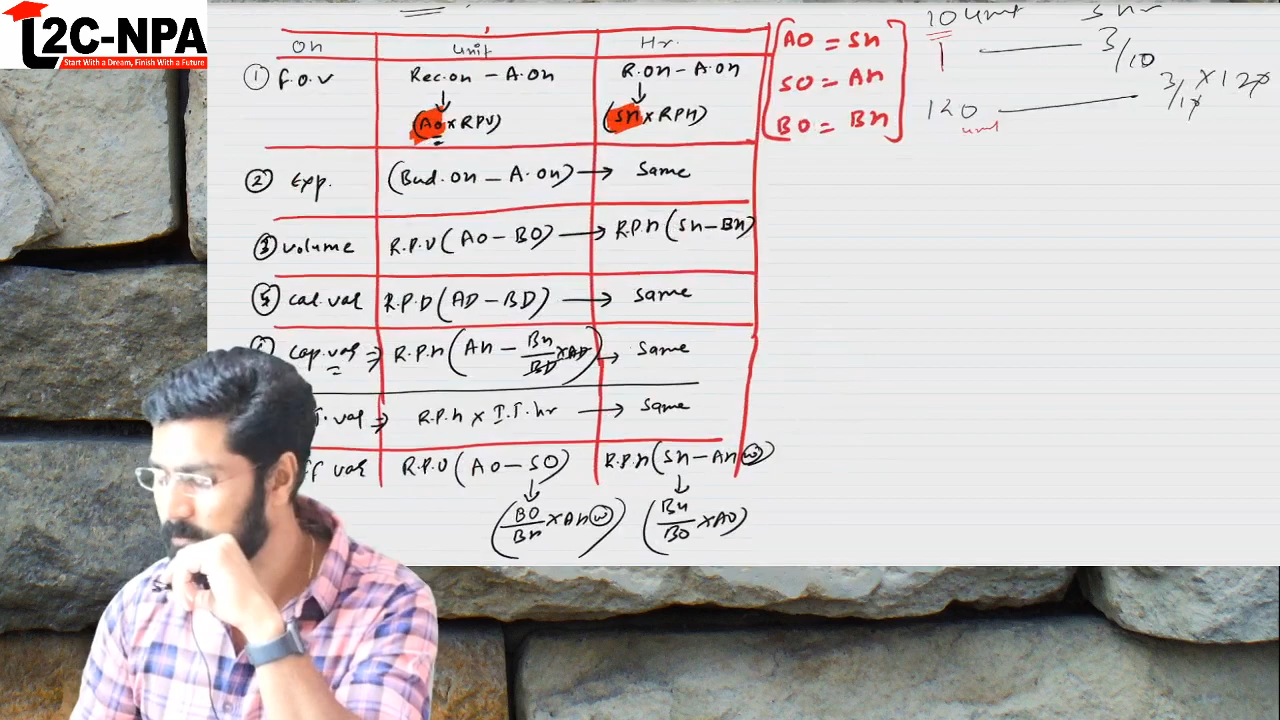 L2C-NPA
Start With a Dream, Finish With a Future
OH Unit Hr.
① F.O.V Rec.OH - A.OH R.OH - A.OH
(AO × RPU) (SH × RPH)
② Exp. (Bud.OH - A.OH) → Same
③ Volume R.P.U (AO - BO) → R.P.H (SH - BH)
Cal.Val R.P.D (AD - BD) → Same
Cap.Val ⇒ R.P.H (AH - BH/BD × AD) → Same
I.T.Val ⇒ R.P.H × I.T.hr → Same
Eff Var R.P.U (AO - SO) R.P.H (SH - AH(W))
(BO/BH × AH(W)) (BH/BO × AO)
AO = SH
SO = AH
BO = BH
10 Unit 3 Hr
1 — 3/10
120 unit — 3/10 × 120